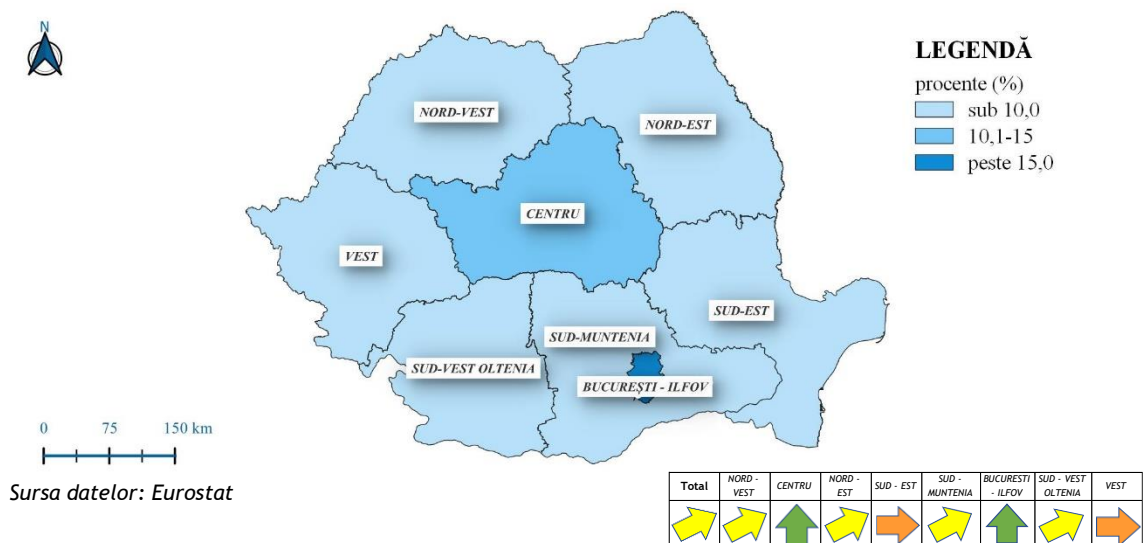 N
LEGENDĂ
procente (%)
sub 10,0
10,1-15
peste 15,0
NORD-VEST
NORD-EST
CENTRU
VEST
SUD-EST
SUD-MUNTENIA
SUD-VEST OLTENIA
BUCUREȘTI - ILFOV
0 75 150 km
Sursa datelor: Eurostat
Total
NORD -
VEST
CENTRU
NORD -
EST
SUD - EST
SUD -
MUNTENIA
BUCURESTI
- ILFOV
SUD - VEST
OLTENIA
VEST